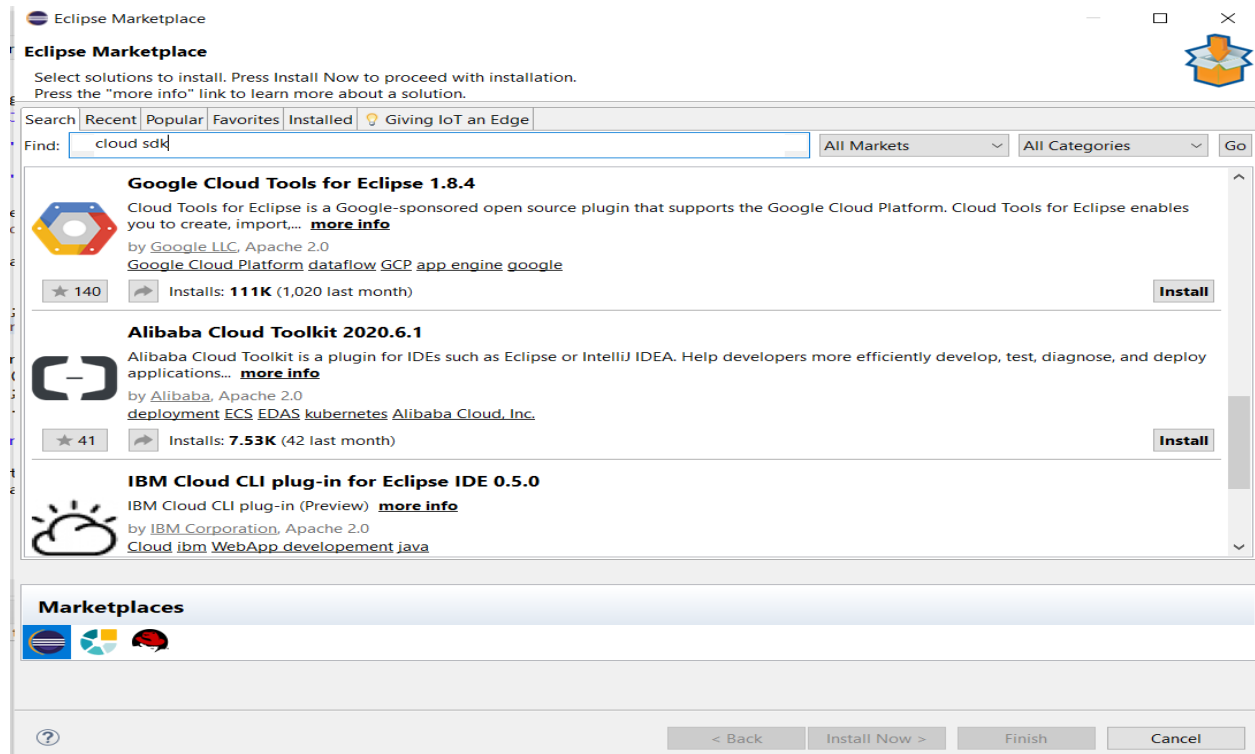 Eclipse Marketplace
Eclipse Marketplace
Select solutions to install. Press Install Now to proceed with installation.
Press the "more info" link to learn more about a solution.
Search Recent Popular Favorites Installed Giving IoT an Edge
Find: cloud sdk All Markets All Categories Go
Google Cloud Tools for Eclipse 1.8.4
Cloud Tools for Eclipse is a Google-sponsored open source plugin that supports the Google Cloud Platform. Cloud Tools for Eclipse enables
you to create, import,... more info
by Google LLC, Apache 2.0
Google Cloud Platform dataflow GCP app engine google
140 Installs: 111K (1,020 last month) Install
Alibaba Cloud Toolkit 2020.6.1
Alibaba Cloud Toolkit is a plugin for IDEs such as Eclipse or IntelliJ IDEA. Help developers more efficiently develop, test, diagnose, and deploy
applications... more info
by Alibaba, Apache 2.0
deployment ECS EDAS kubernetes Alibaba Cloud, Inc.
41 Installs: 7.53K (42 last month) Install
IBM Cloud CLI plug-in for Eclipse IDE 0.5.0
IBM Cloud CLI plug-in (Preview) more info
by IBM Corporation, Apache 2.0
Cloud ibm WebApp developement java
Marketplaces
? < Back Install Now > Finish Cancel